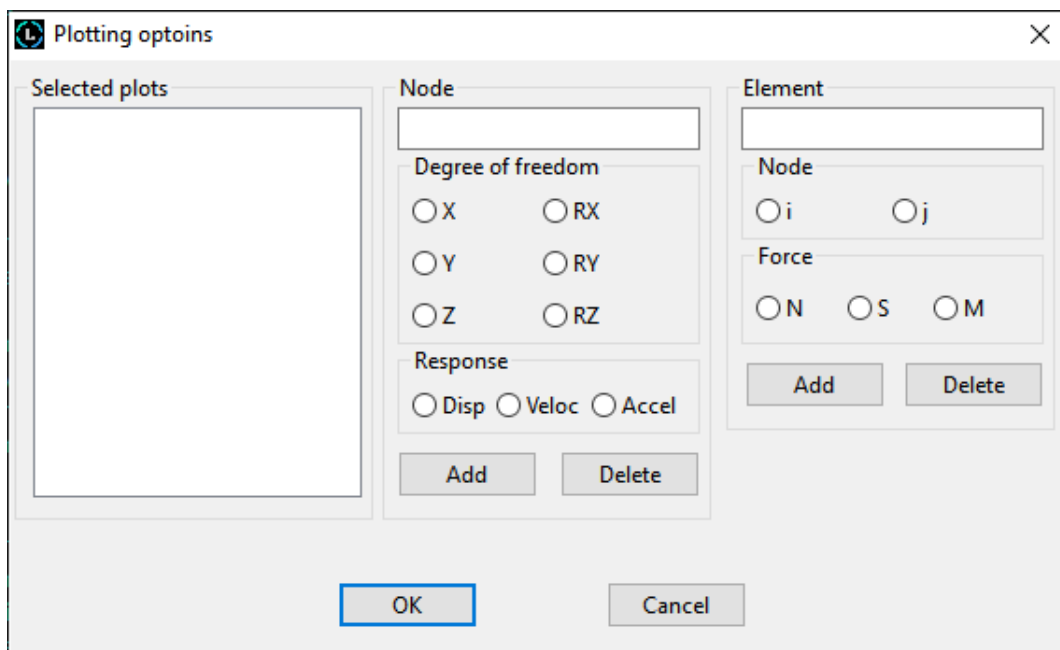 L
Plotting optoins
Selected plots
Node
Degree of freedom
X
RX
Y
RY
Z
RZ
Response
Disp
Veloc
Accel
Add
Delete
Element
Node
i
j
Force
N
S
M
Add
Delete
OK
Cancel